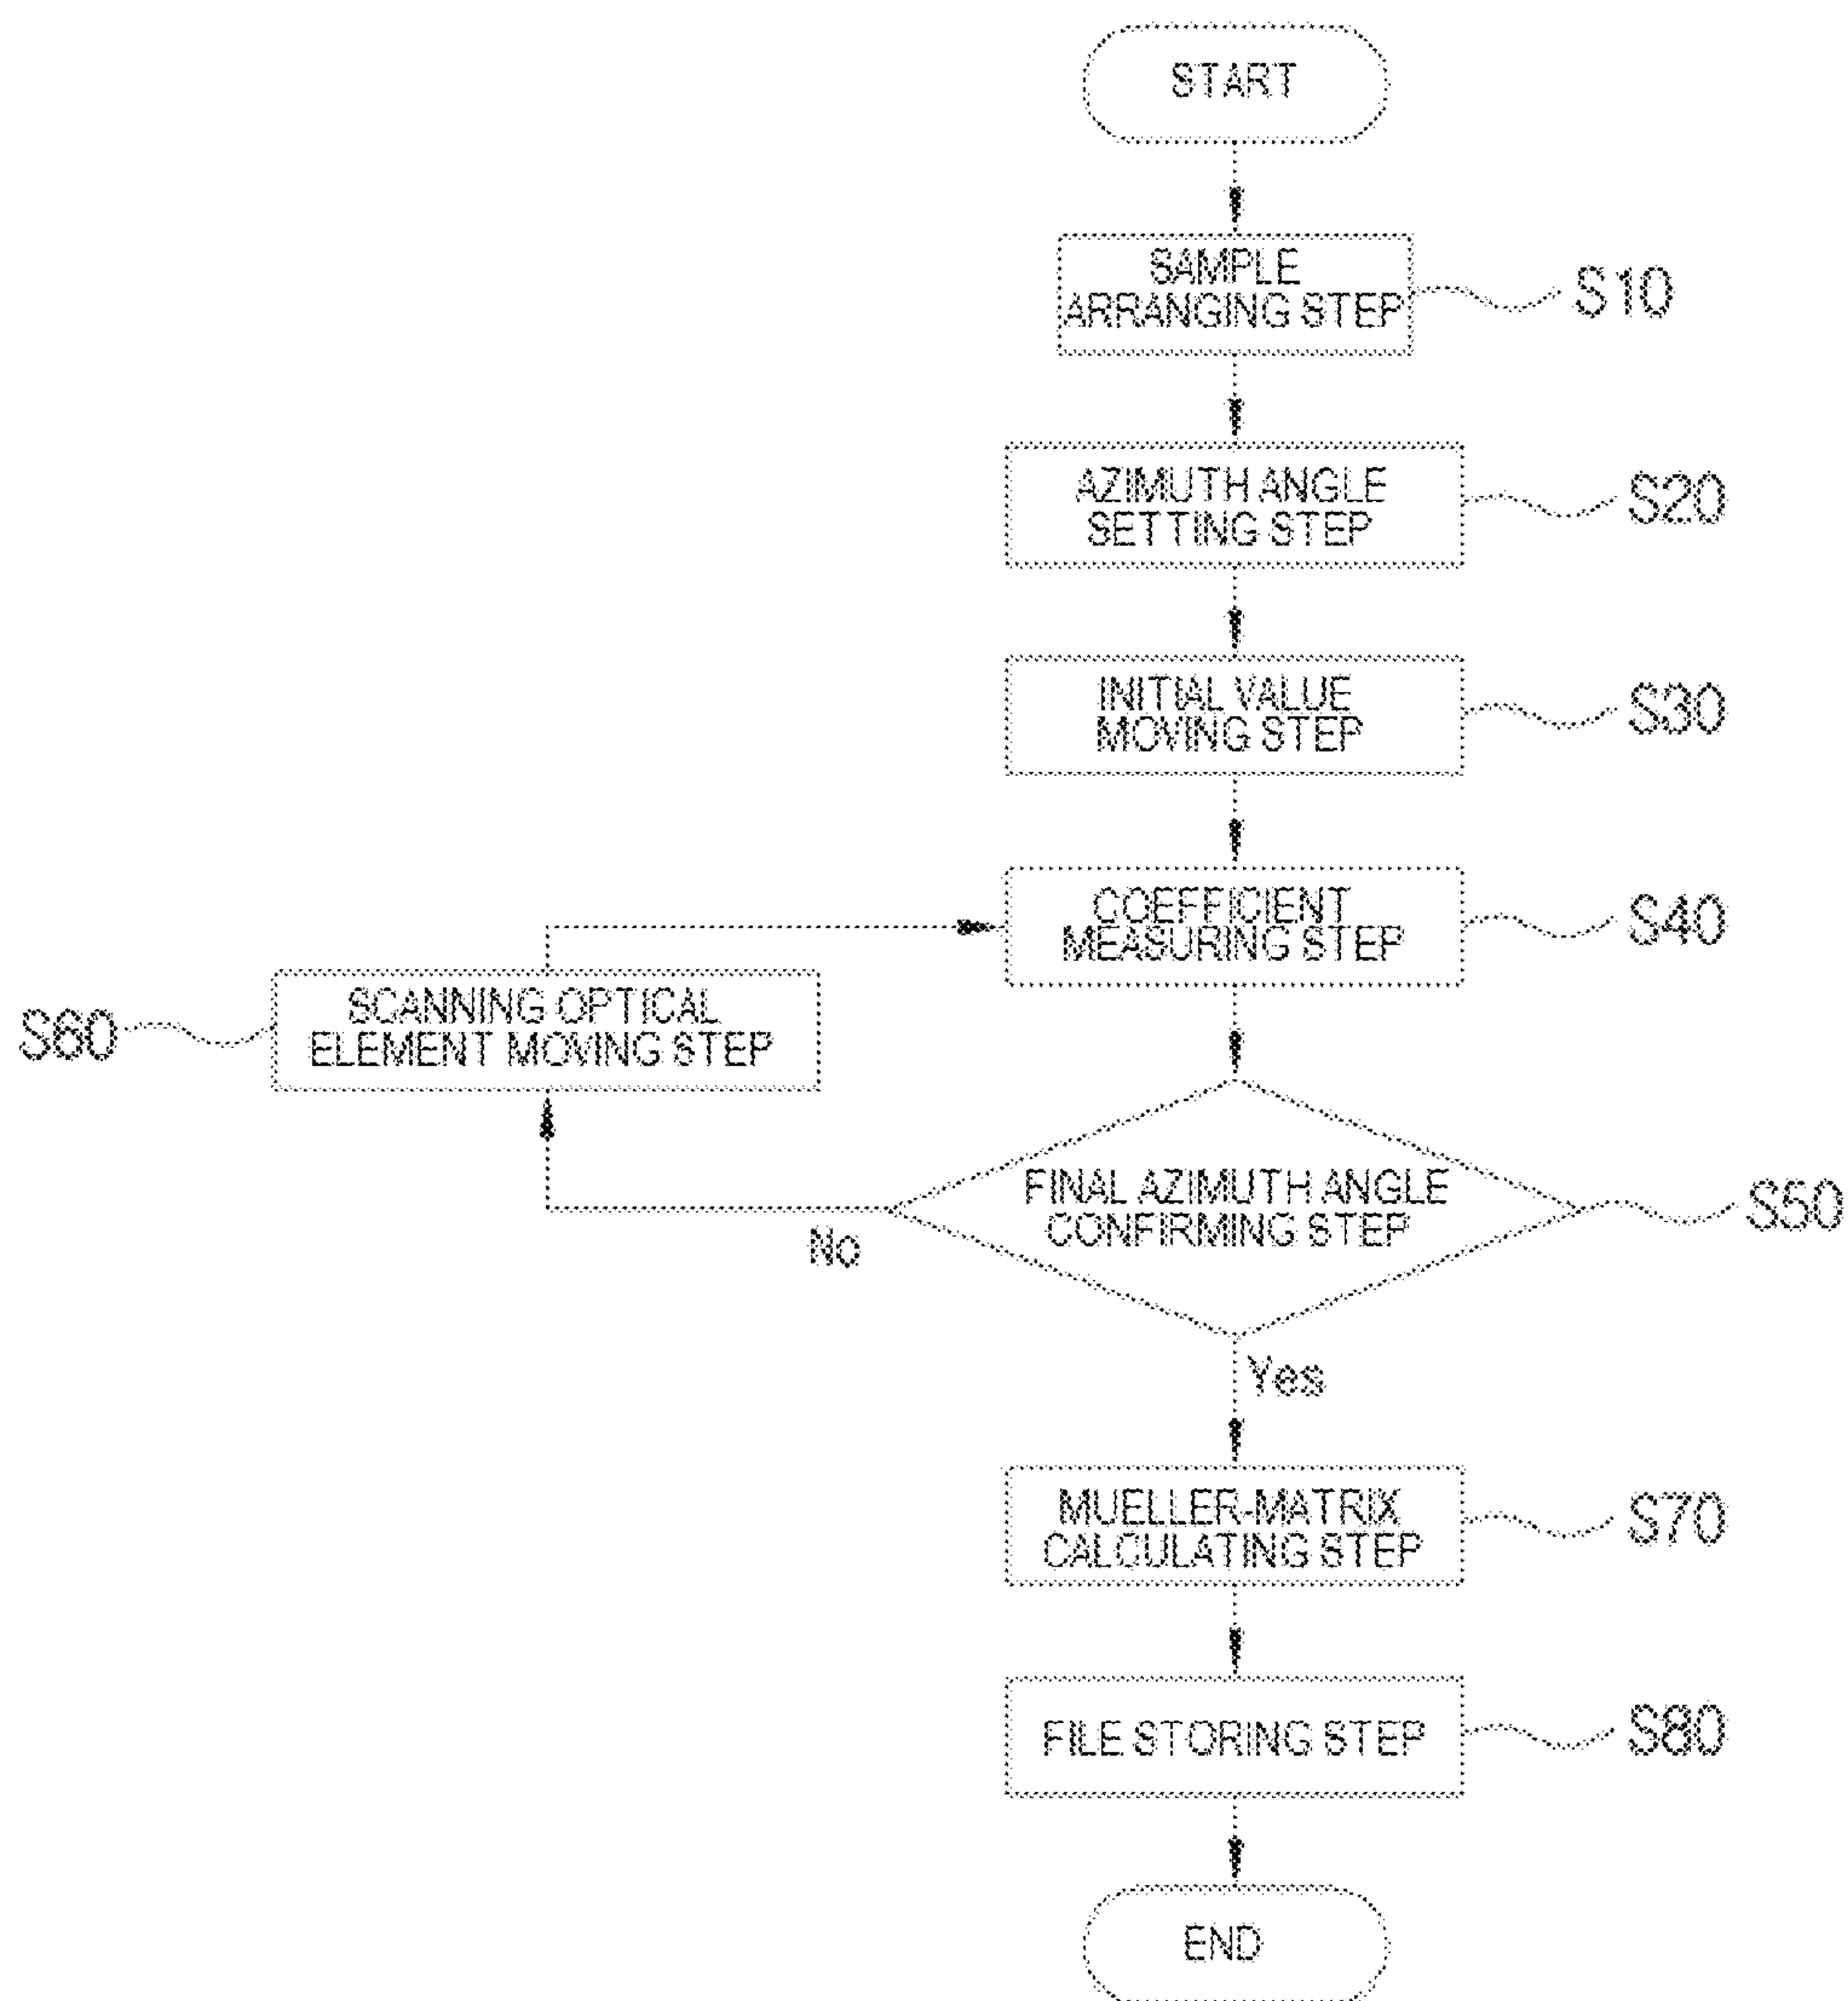 START
SAMPLE
ARRANGING STEP
S10
AZIMUTH ANGLE
SETTING STEP
S20
INITIAL VALUE
MOVING STEP
S30
COEFFICIENT
MEASURING STEP
S40
SCANNING OPTICAL
ELEMENT MOVING STEP
S60
FINAL AZIMUTH ANGLE
CONFIRMING STEP
S50
No
Yes
MUELLER-MATRIX
CALCULATING STEP
S70
FILE STORING STEP
S80
END